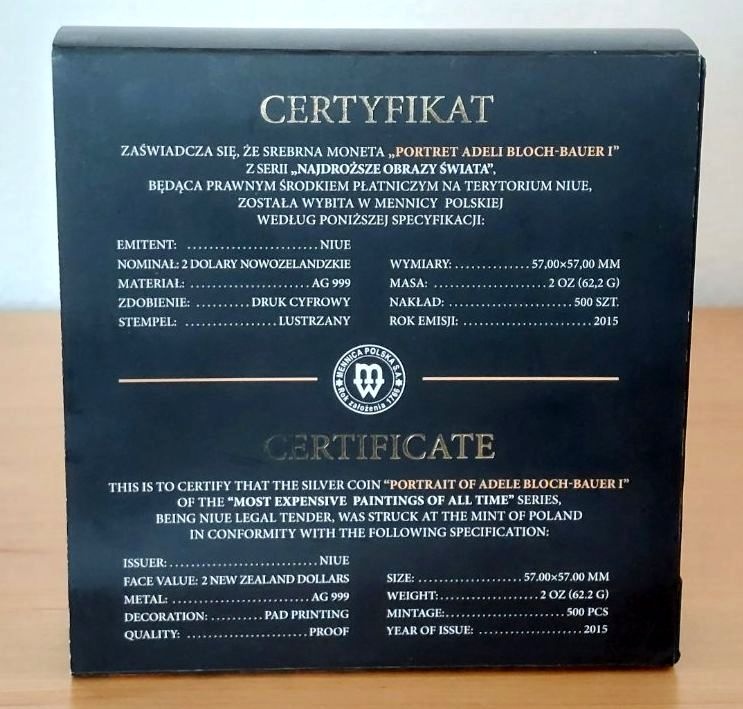 CERTYFIKAT
ZAŚWIADCZA SIĘ, ŻE SREBRNA MONETA „PORTRET ADELI BLOCH-BAUER I”
Z SERII „NAJDROŻSZE OBRAZY ŚWIATA”,
BĘDĄCA PRAWNYM ŚRODKIEM PŁATNICZYM NA TERYTORIUM NIUE,
ZOSTAŁA WYBITA W MENNICY POLSKIEJ
WEDŁUG PONIŻSZEJ SPECYFIKACJI:
EMITENT: ........................NIUE
NOMINAŁ: 2 DOLARY NOWOZELANDZKIE
MATERIAŁ: ........................AG 999
ZDOBIENIE: ..........DRUK CYFROWY
STEMPEL: ...................LUSTRZANY
WYMIARY: ..............57,00×57,00 MM
MASA: ......................2 OZ (62,2 G)
NAKŁAD: ........................500 SZT.
ROK EMISJI: ........................2015
MENNICA POLSKA S.A.
Rok założenia 1766
CERTIFICATE
THIS IS TO CERTIFY THAT THE SILVER COIN “PORTRAIT OF ADELE BLOCH-BAUER I”
OF THE “MOST EXPENSIVE PAINTINGS OF ALL TIME” SERIES,
BEING NIUE LEGAL TENDER, WAS STRUCK AT THE MINT OF POLAND
IN CONFORMITY WITH THE FOLLOWING SPECIFICATION:
ISSUER: ...........................NIUE
FACE VALUE: 2 NEW ZEALAND DOLLARS
METAL: ...........................AG 999
DECORATION: ..........PAD PRINTING
QUALITY: .......................PROOF
SIZE: ....................57.00×57.00 MM
WEIGHT: ..................2 OZ (62.2 G)
MINTAGE: ......................500 PCS
YEAR OF ISSUE: ...................2015